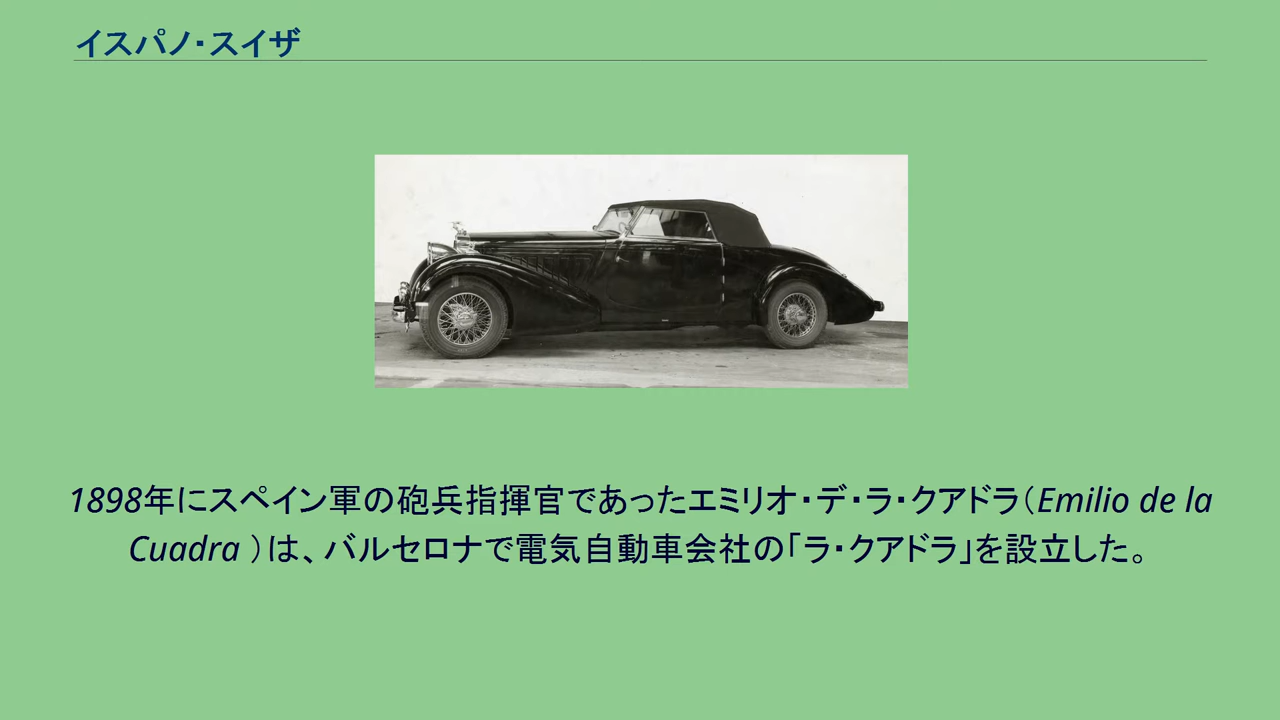 イスパノ・スイザ
1898年にスペイン軍の砲兵指揮官であったエミリオ・デ・ラ・クアドラ（Emilio de la
Cuadra ）は、バルセロナで電気自動車会社の「ラ・クアドラ」を設立した。